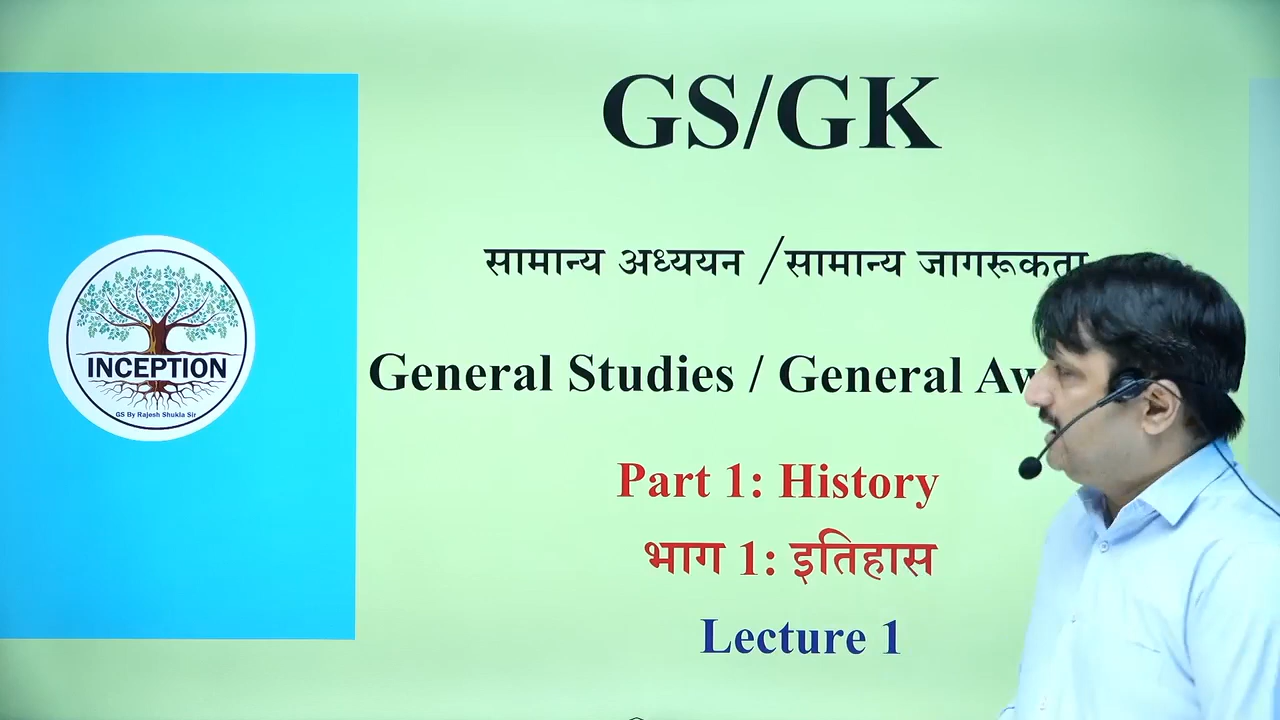 GS/GK
सामान्य अध्ययन /सामान्य जागरूकता
General Studies / General
Part 1: History
भाग 1: इतिहास
Lecture 1
INCEPTION
GS By Rajesh Shukla Sir